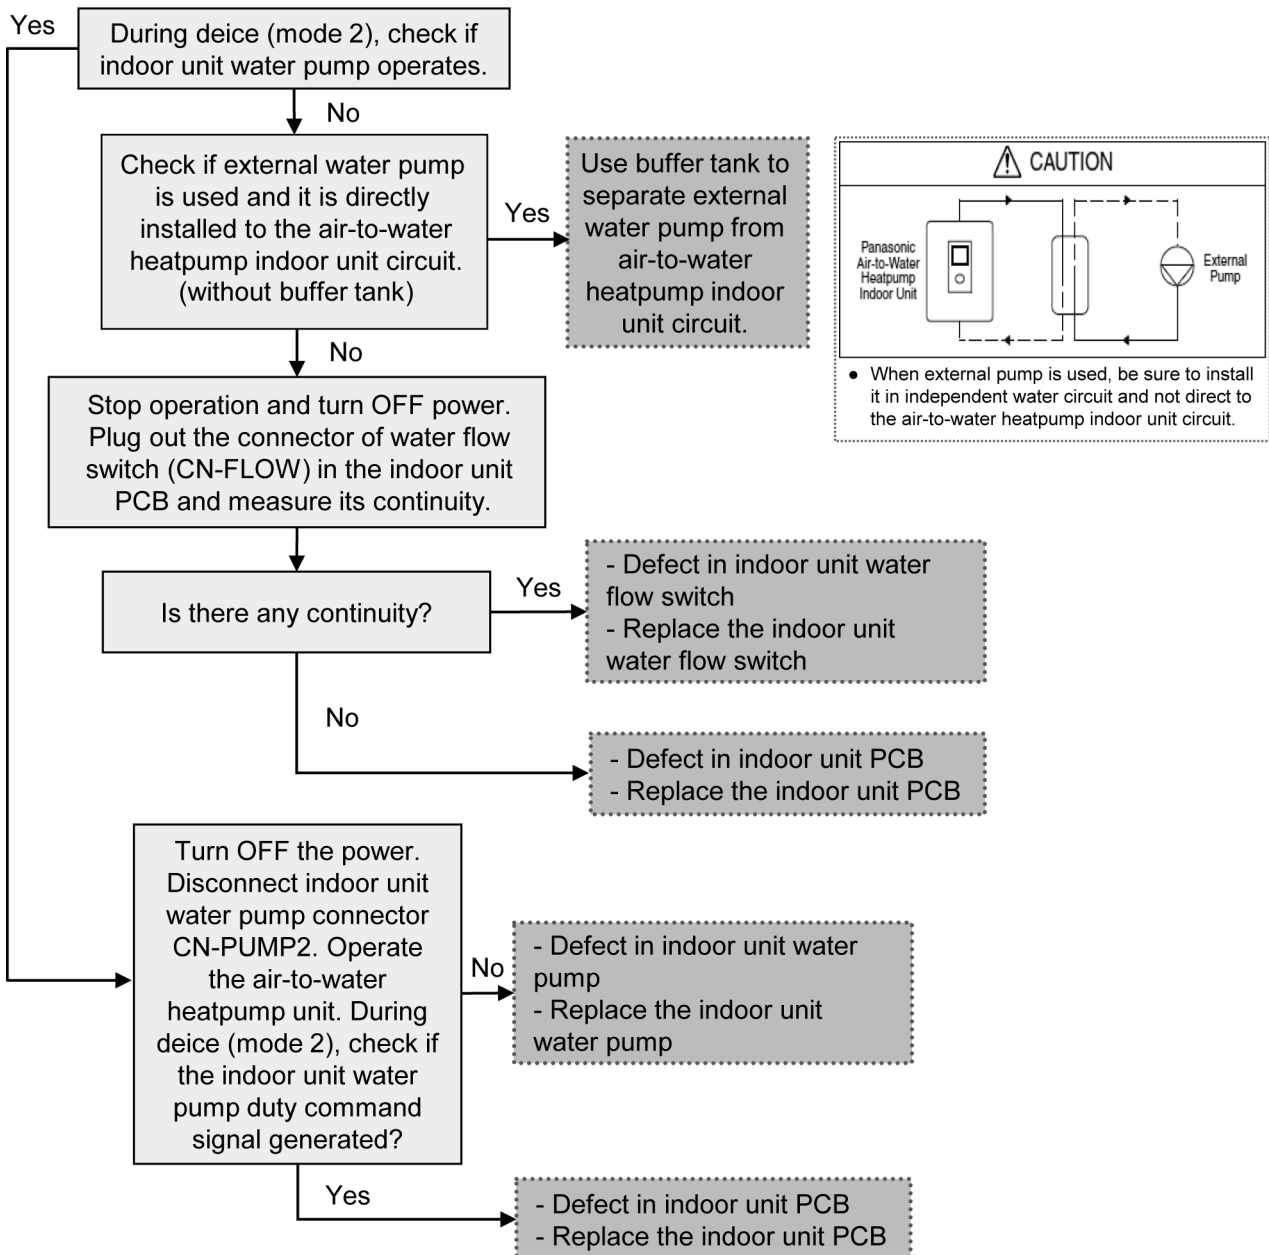 Yes
During deice (mode 2), check if
indoor unit water pump operates.
No
Check if external water pump
is used and it is directly
installed to the air-to-water
heatpump indoor unit circuit.
(without buffer tank)
Yes
Use buffer tank to
separate external
water pump from
air-to-water
heatpump indoor
unit circuit.
CAUTION
Panasonic
Air-to-Water
Heatpump
Indoor Unit
External
Pump
● When external pump is used, be sure to install
it in independent water circuit and not direct to
the air-to-water heatpump indoor unit circuit.
No
Stop operation and turn OFF power.
Plug out the connector of water flow
switch (CN-FLOW) in the indoor unit
PCB and measure its continuity.
Is there any continuity?
Yes
- Defect in indoor unit water
flow switch
- Replace the indoor unit
water flow switch
No
- Defect in indoor unit PCB
- Replace the indoor unit PCB
Turn OFF the power.
Disconnect indoor unit
water pump connector
CN-PUMP2. Operate
the air-to-water
heatpump unit. During
deice (mode 2), check if
the indoor unit water
pump duty command
signal generated?
No
- Defect in indoor unit water
pump
- Replace the indoor unit
water pump
Yes
- Defect in indoor unit PCB
- Replace the indoor unit PCB